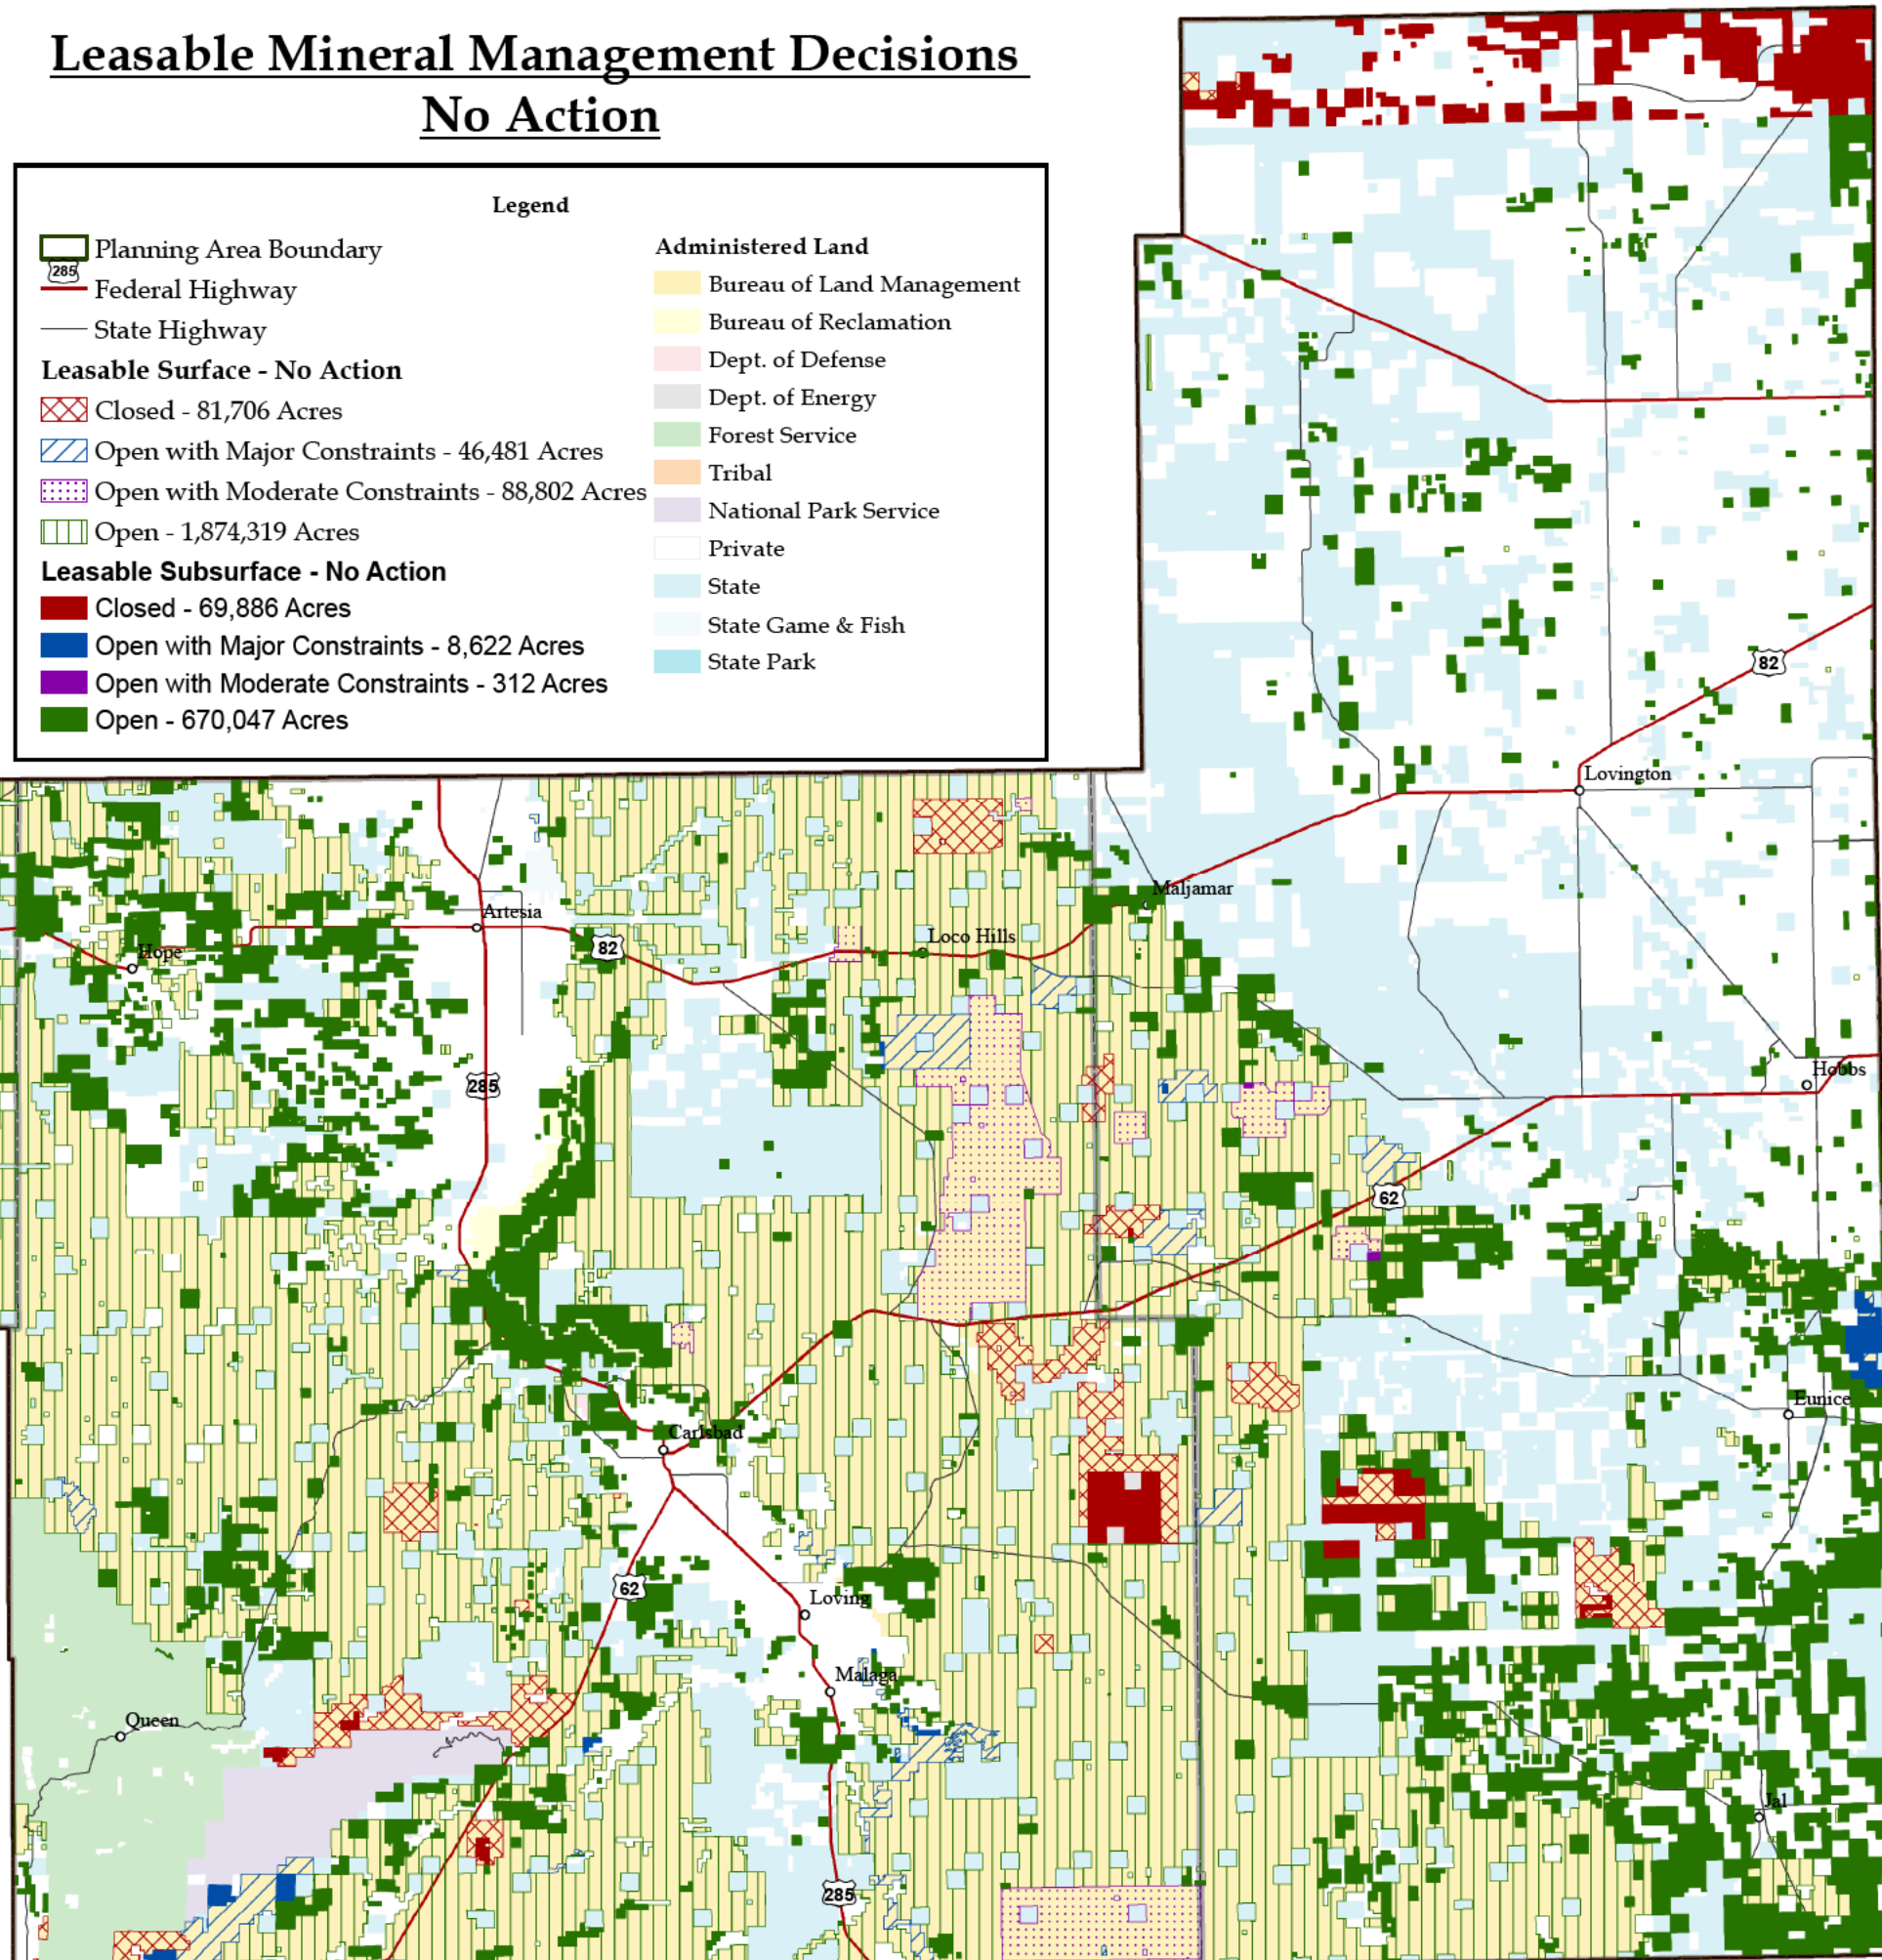 Leasable Mineral Management Decisions
No Action
Legend
Planning Area Boundary
285
Federal Highway
State Highway
Leasable Surface - No Action
Closed - 81,706 Acres
Open with Major Constraints - 46,481 Acres
Open with Moderate Constraints - 88,802 Acres
Open - 1,874,319 Acres
Leasable Subsurface - No Action
Closed - 69,886 Acres
Open with Major Constraints - 8,622 Acres
Open with Moderate Constraints - 312 Acres
Open - 670,047 Acres
Administered Land
Bureau of Land Management
Bureau of Reclamation
Dept. of Defense
Dept. of Energy
Forest Service
Tribal
National Park Service
Private
State
State Game & Fish
State Park
82
Lovington
Maljamar
Artesia
Loco Hills
82
Hope
285
Hobbs
62
Eunice
Carlsbad
62
Loving
Malaga
Queen
Jal
285